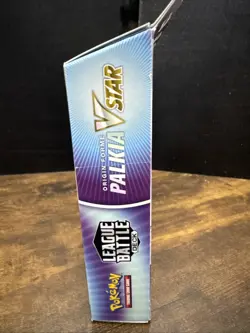 ORIGIN FORME
PALKIA VSTAR
LEAGUE
BATTLE
DECK
POKÉMON
TRADING CARD GAME